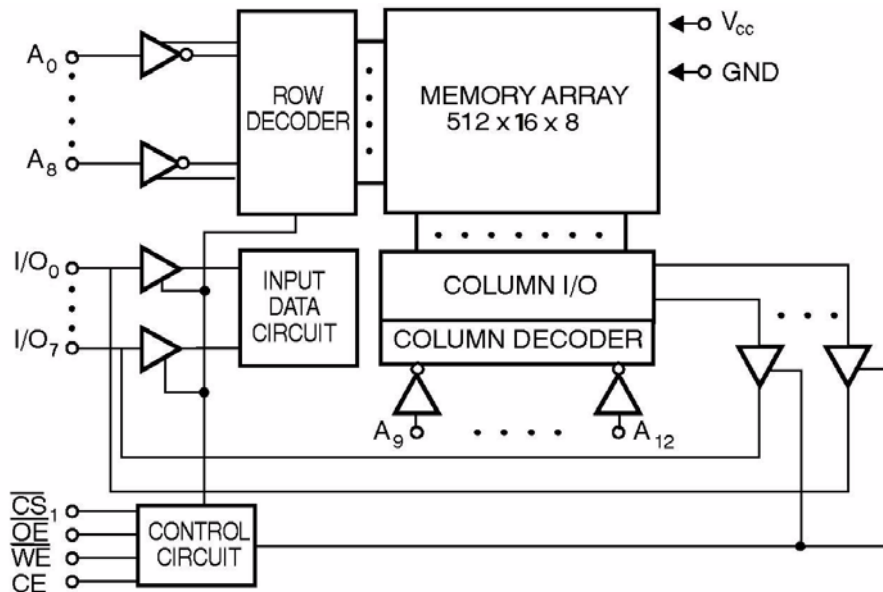 A0
A8
ROW
DECODER
MEMORY ARRAY
512 x 16 x 8
Vcc
GND
I/O0
I/O7
INPUT
DATA
CIRCUIT
COLUMN I/O
COLUMN DECODER
A9
A12
CS1
OE
WE
CE
CONTROL
CIRCUIT